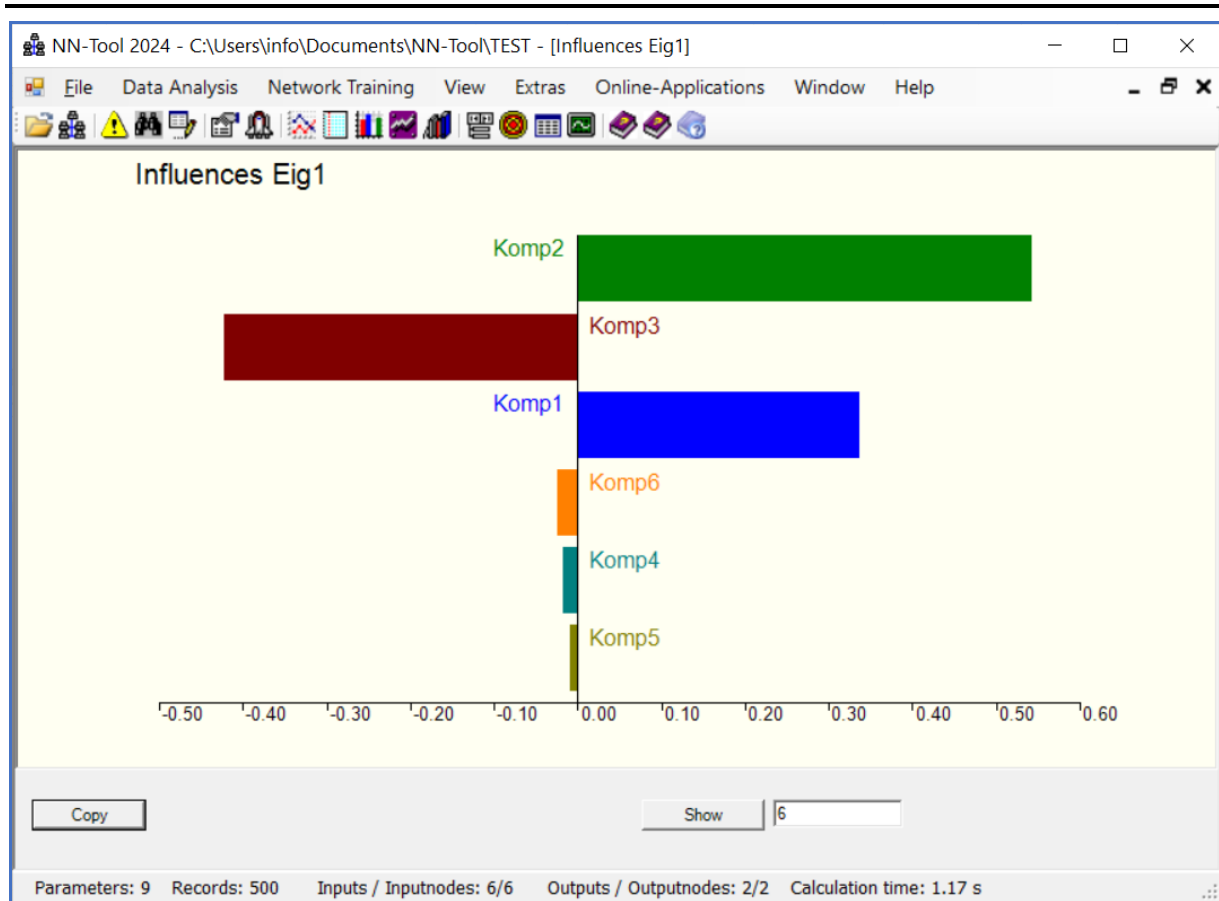 NN-Tool 2024 - C:\Users\info\Documents\NN-Tool\TEST - [Influences Eig1]
File Data Analysis Network Training View Extras Online-Applications Window Help
Influences Eig1
Komp2
Komp3
Komp1
Komp6
Komp4
Komp5
-0.50 -0.40 -0.30 -0.20 -0.10 0.00 0.10 0.20 0.30 0.40 0.50 0.60
Copy Show 6
Parameters: 9 Records: 500 Inputs / Inputnodes: 6/6 Outputs / Outputnodes: 2/2 Calculation time: 1.17 s